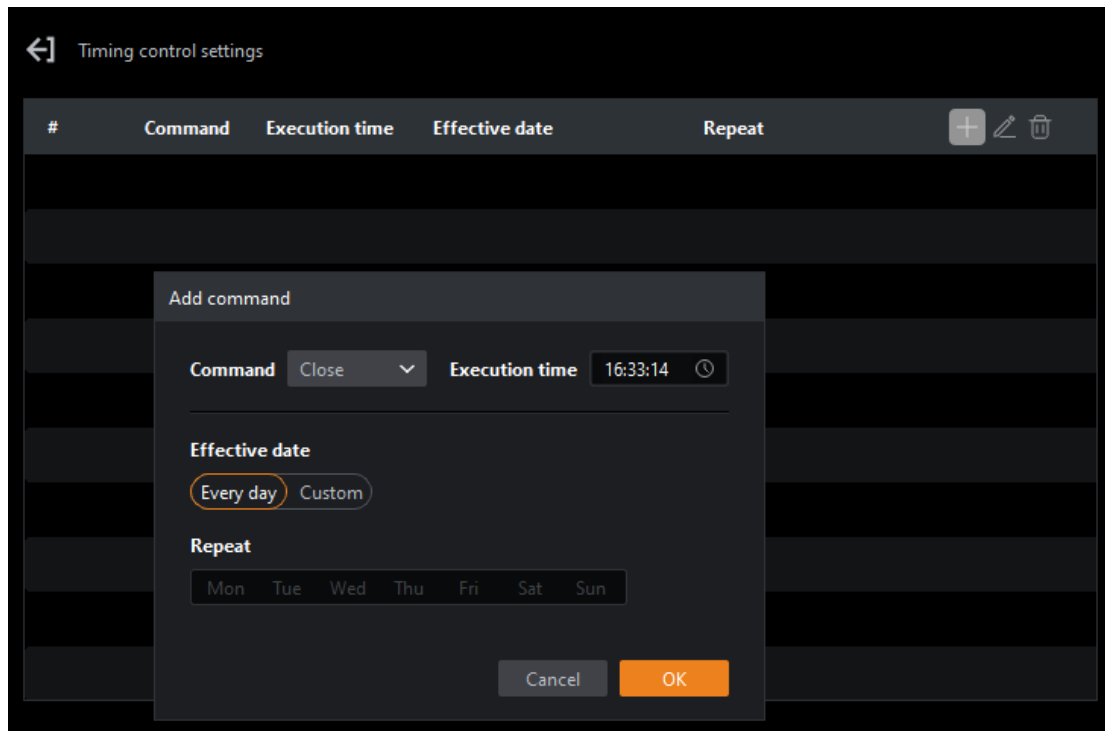 Timing control settings
# Command Execution time Effective date Repeat
Add command
Command Close Execution time 16:33:14
Effective date
Every day Custom
Repeat
Mon Tue Wed Thu Fri Sat Sun
Cancel OK